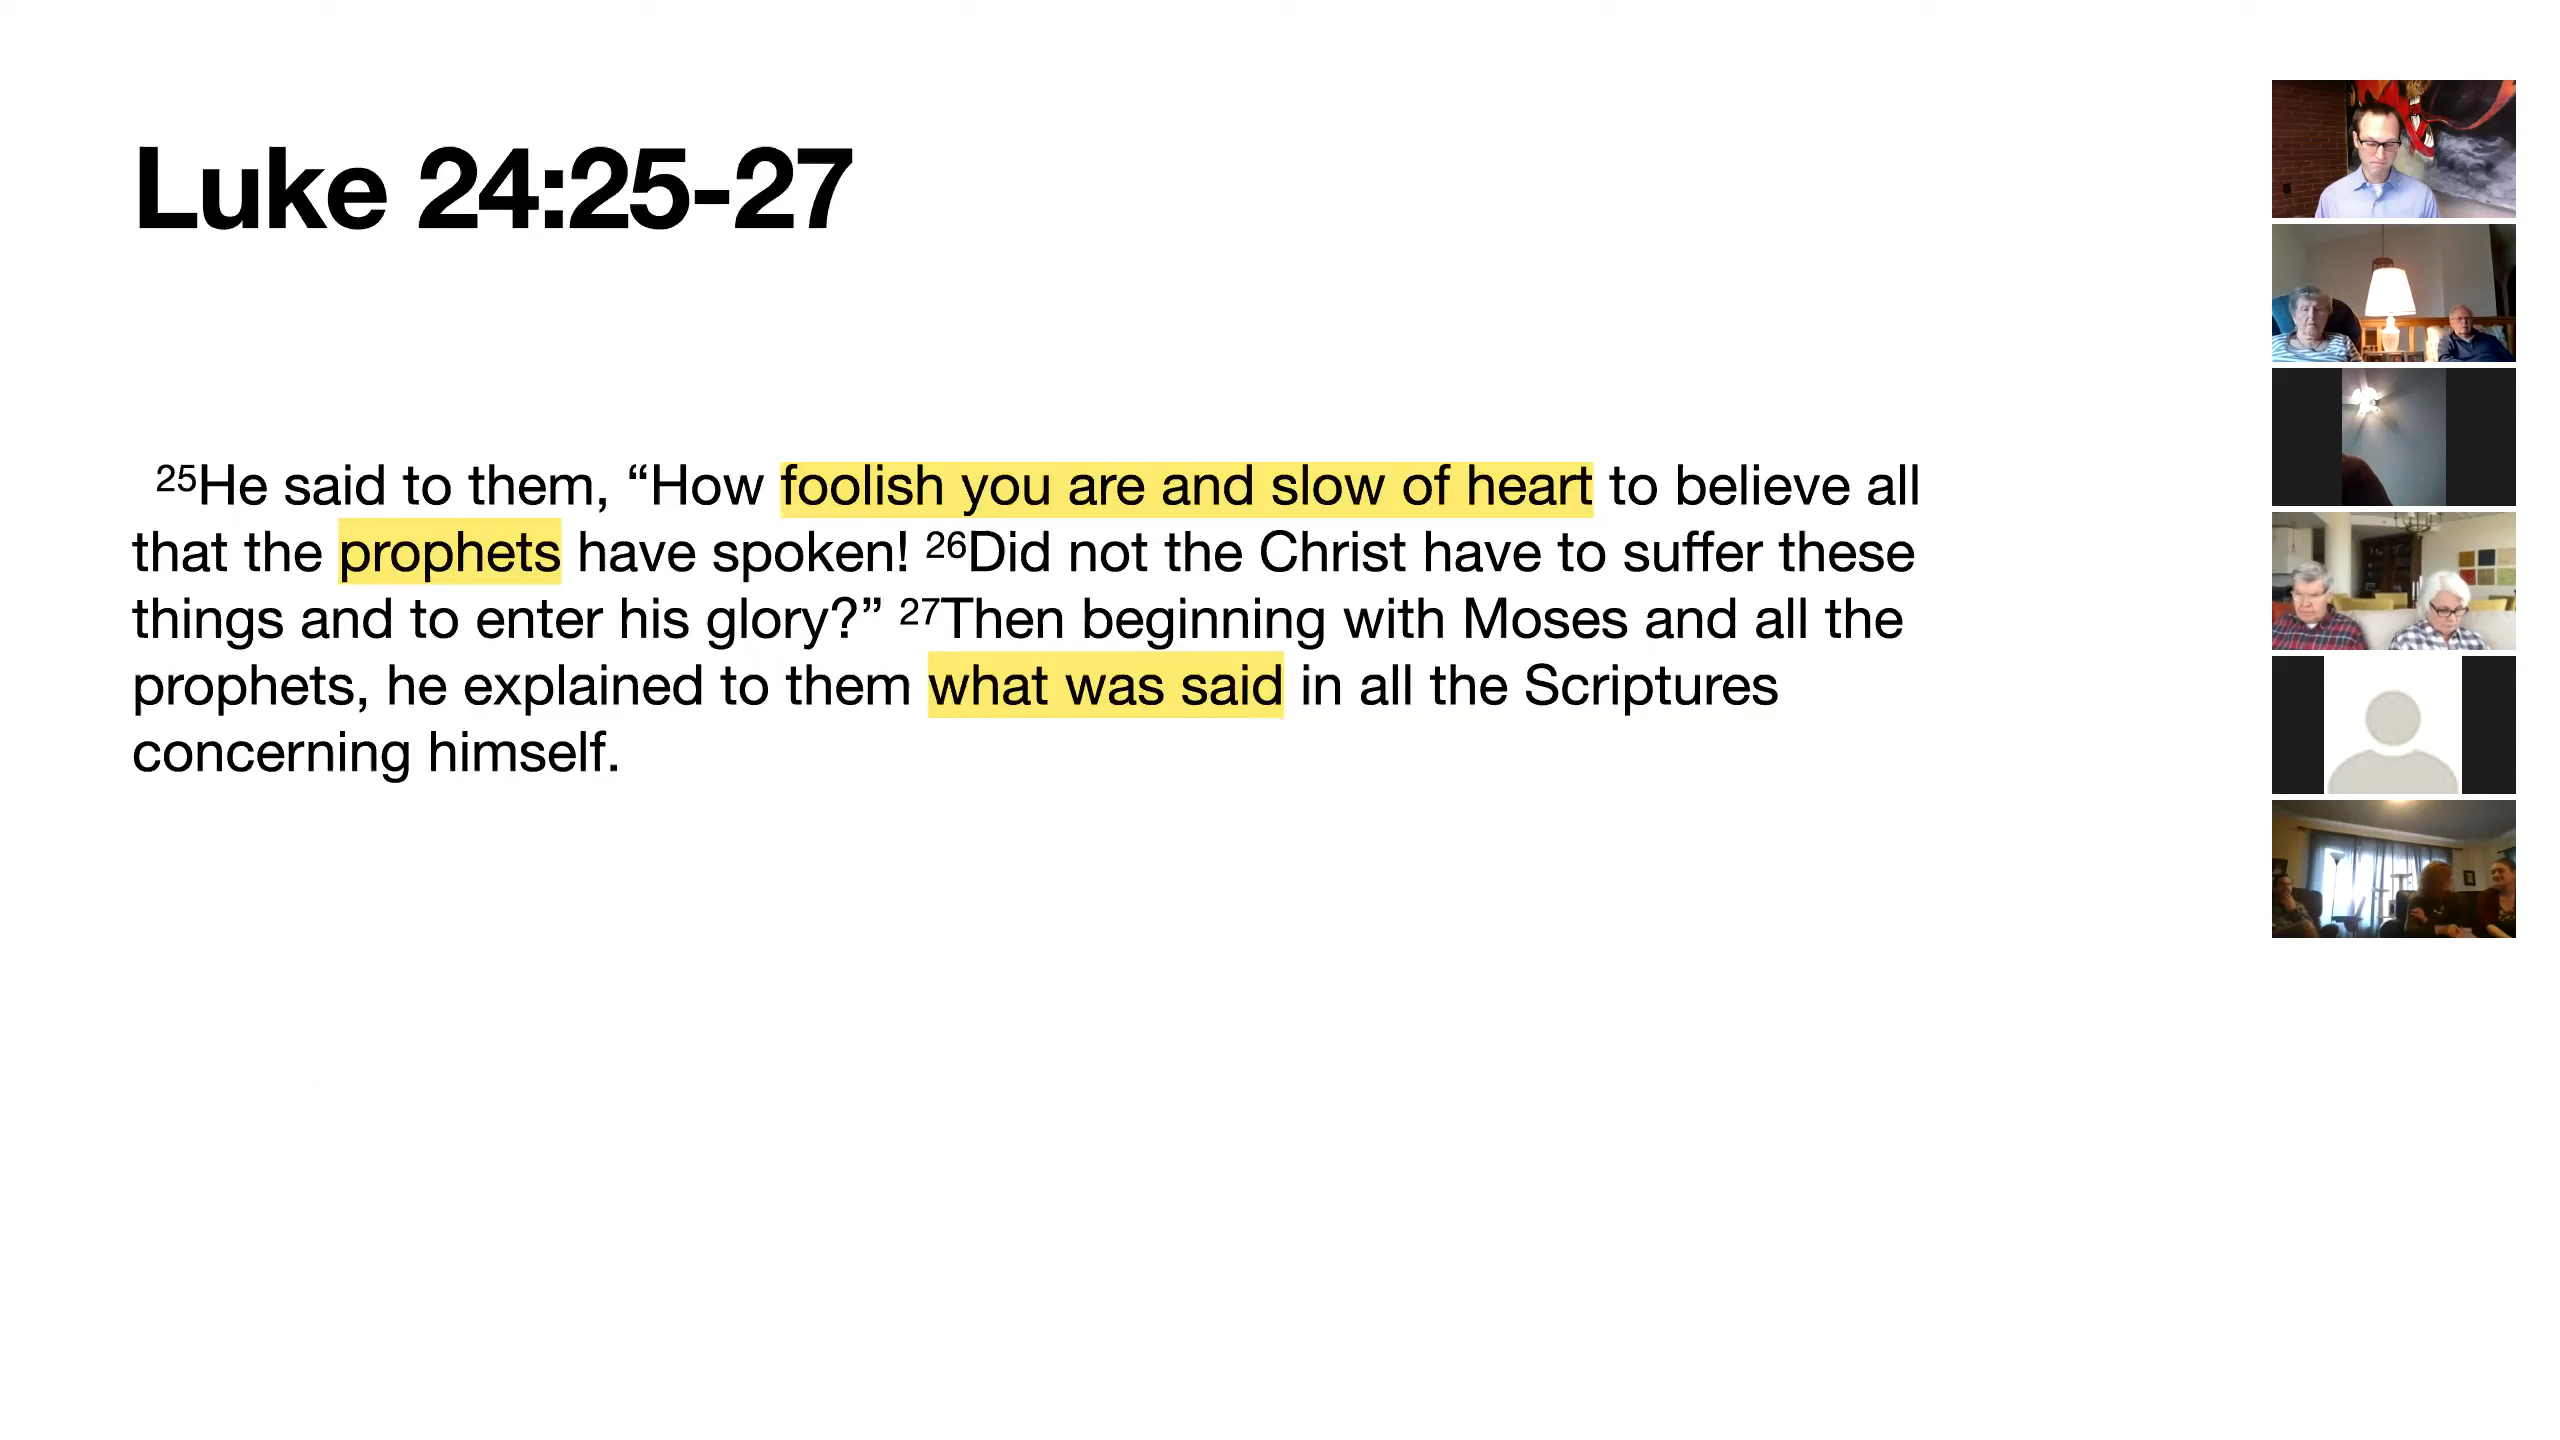 Luke 24:25-27
25He said to them, “How foolish you are and slow of heart to believe all
that the prophets have spoken! 26Did not the Christ have to suffer these
things and to enter his glory?” 27Then beginning with Moses and all the
prophets, he explained to them what was said in all the Scriptures
concerning himself.